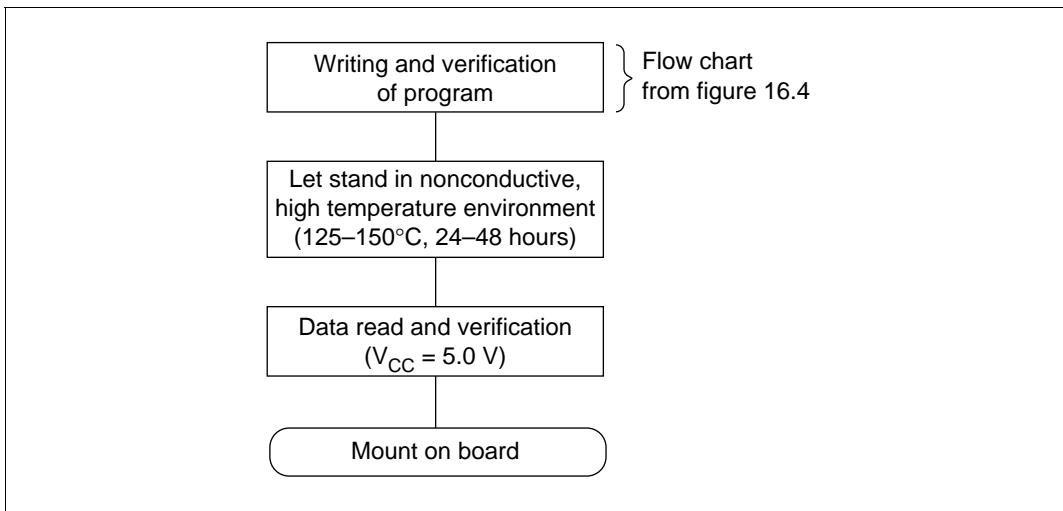 Writing and verification
of program
Flow chart
from figure 16.4
Let stand in nonconductive,
high temperature environment
(125–150°C, 24–48 hours)
Data read and verification
(VCC = 5.0 V)
Mount on board